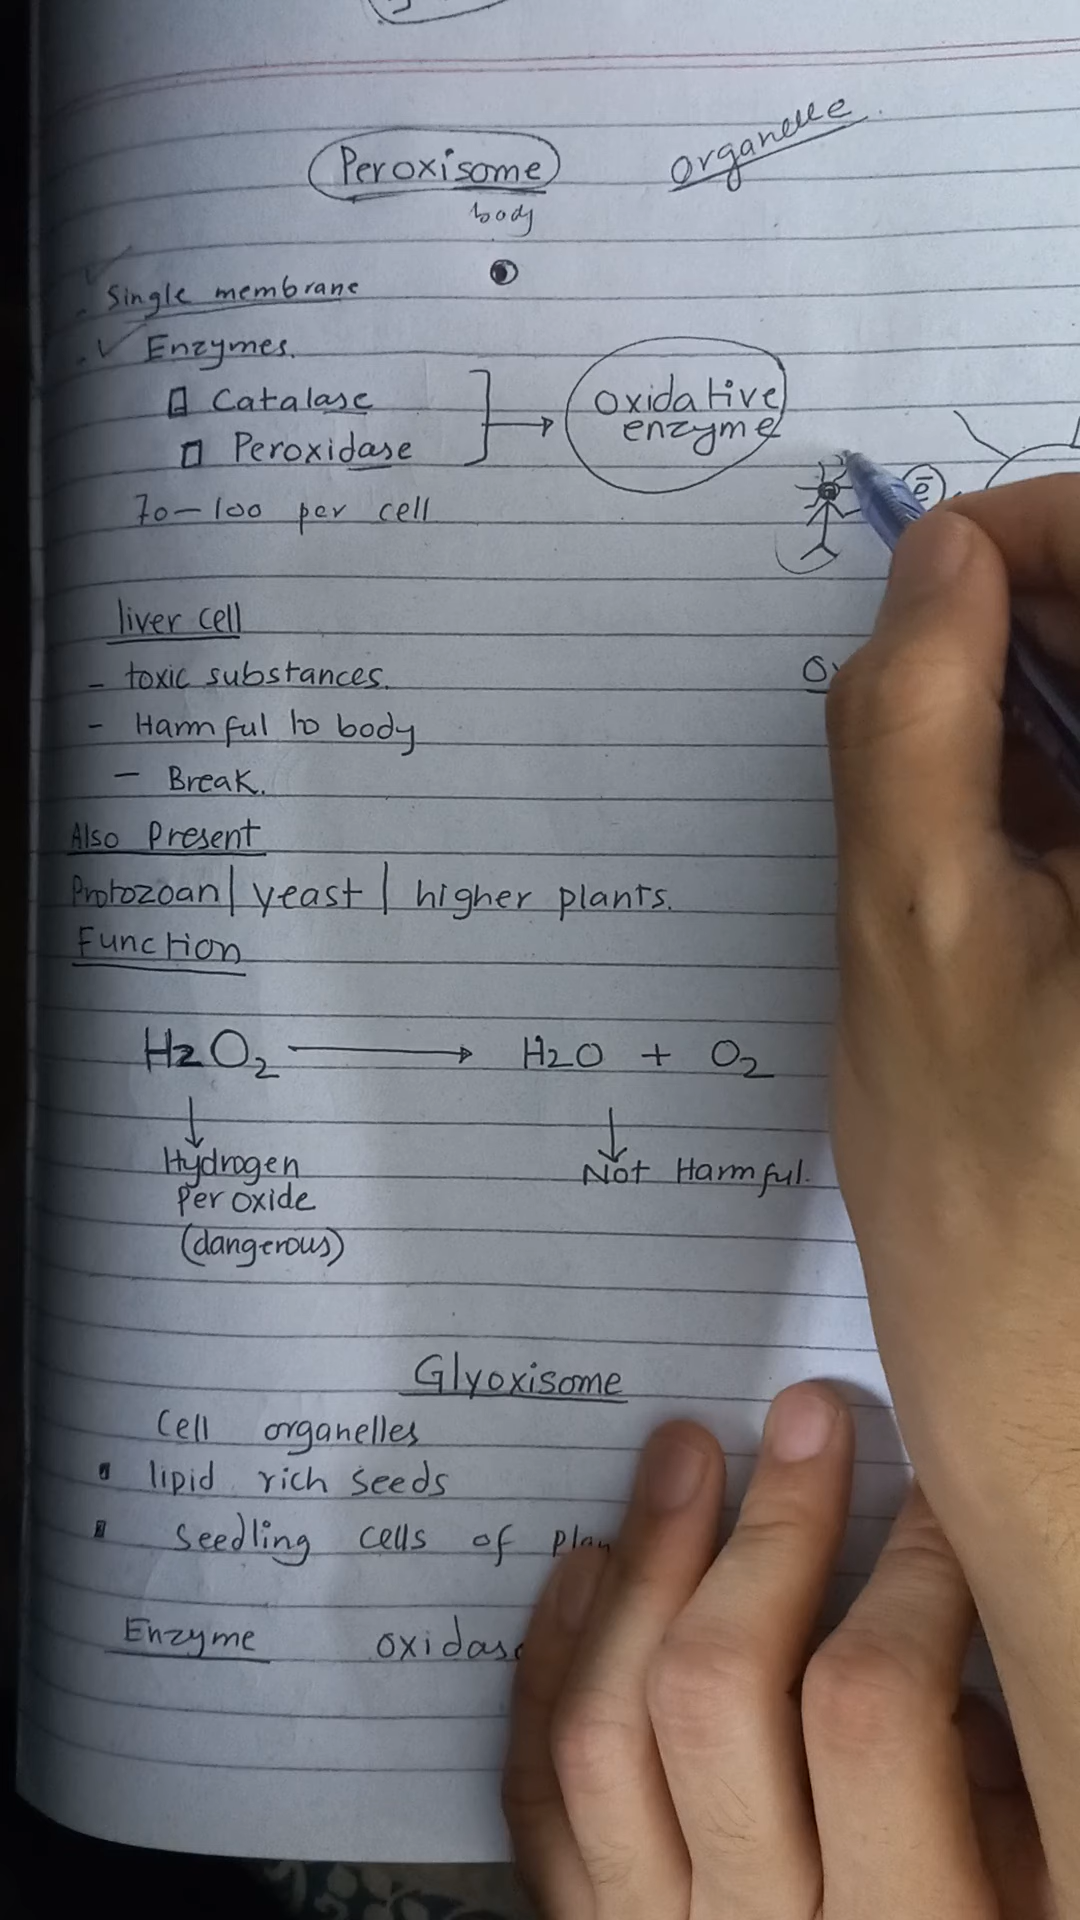 Peroxisome
organelle
body
Single membrane
Enzymes.
Catalase
Peroxidase
oxidative
enzyme
70-100 per cell
ē
liver cell
- toxic substances.
- Harmful to body
- Break.
Also Present
Protozoan | yeast | higher plants.
Function
H2O2 → H2O + O2
↓ ↓
Hydrogen
Peroxide
(dangerous)
Not Harmful.
Glyoxisome
Cell organelles
lipid rich seeds
Seedling cells of
Enzyme